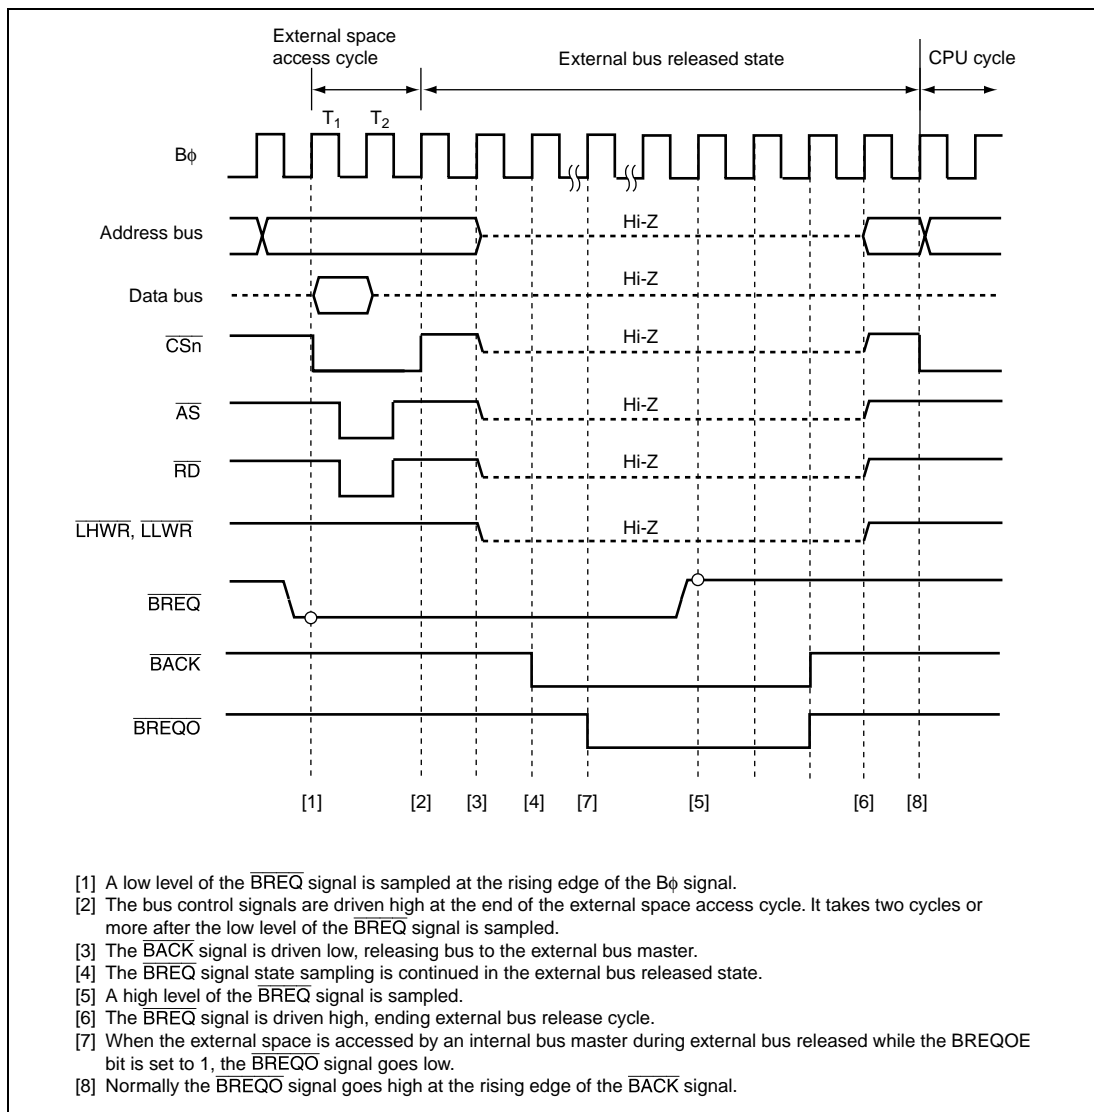 External space
access cycle
External bus released state
CPU cycle
T1
T2
Bϕ
Address bus
Hi-Z
Data bus
Hi-Z
CSn
Hi-Z
AS
Hi-Z
RD
Hi-Z
LHWR, LLWR
Hi-Z
BREQ
BACK
BREQO
[1] [2] [3] [4] [7] [5] [6] [8]
[1] A low level of the BREQ signal is sampled at the rising edge of the Bϕ signal.
[2] The bus control signals are driven high at the end of the external space access cycle. It takes two cycles or
more after the low level of the BREQ signal is sampled.
[3] The BACK signal is driven low, releasing bus to the external bus master.
[4] The BREQ signal state sampling is continued in the external bus released state.
[5] A high level of the BREQ signal is sampled.
[6] The BREQ signal is driven high, ending external bus release cycle.
[7] When the external space is accessed by an internal bus master during external bus released while the BREQOE
bit is set to 1, the BREQO signal goes low.
[8] Normally the BREQO signal goes high at the rising edge of the BACK signal.